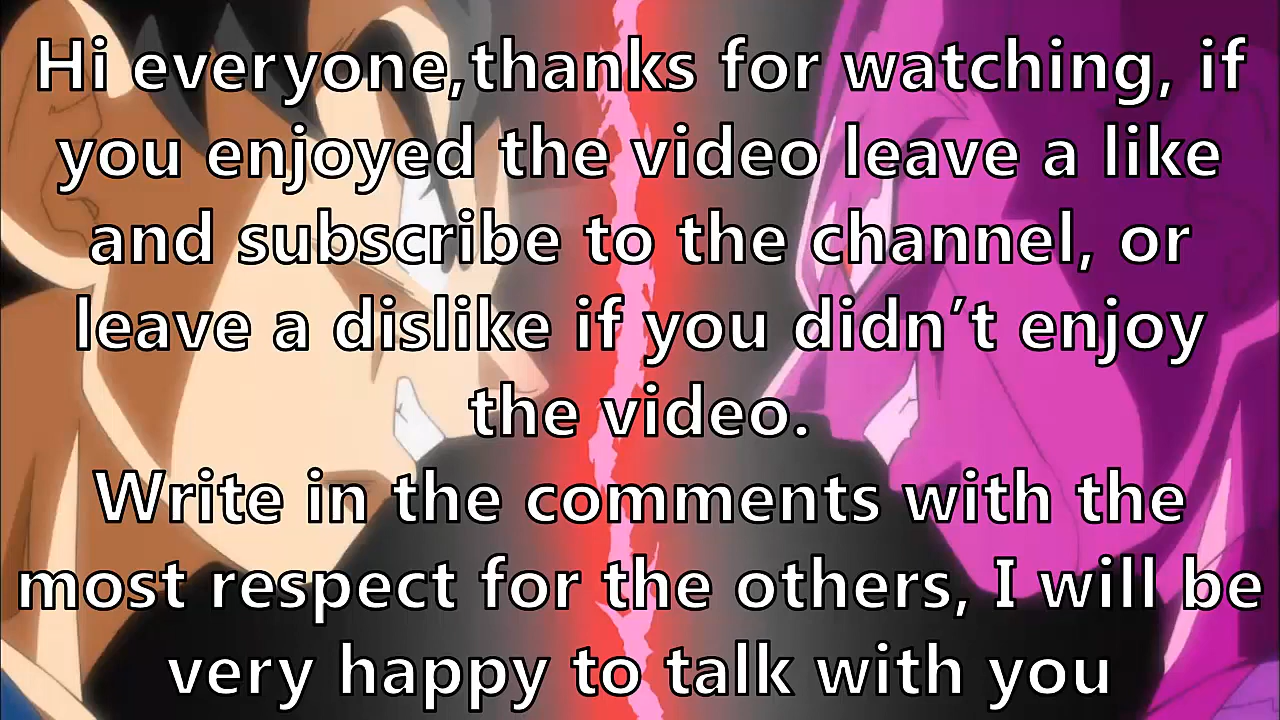 Hi everyone,thanks for watching, if
you enjoyed the video leave a like
and subscribe to the channel, or
leave a dislike if you didn't enjoy
the video.
Write in the comments with the
most respect for the others, I will be
very happy to talk with you